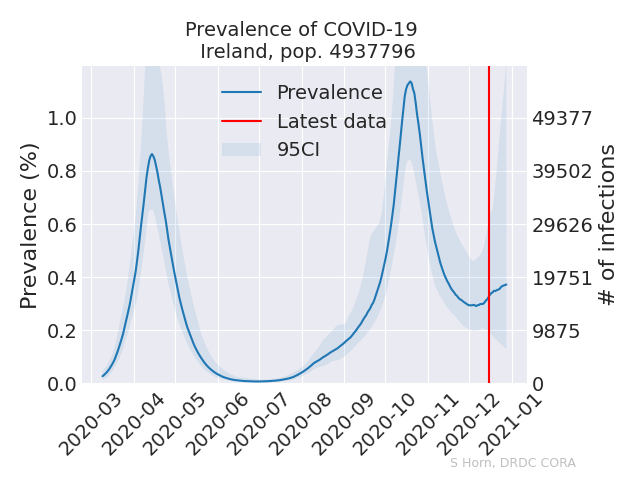 Prevalence of COVID-19
Ireland, pop. 4937796
Prevalence
Latest data
95CI
Prevalence (%)
1.0
0.8
0.6
0.4
0.2
0.0
49377
39502
29626
19751
9875
0
# of infections
2020-03
2020-04
2020-05
2020-06
2020-07
2020-08
2020-09
2020-10
2020-11
2020-12
2021-01
S Horn, DRDC CORA